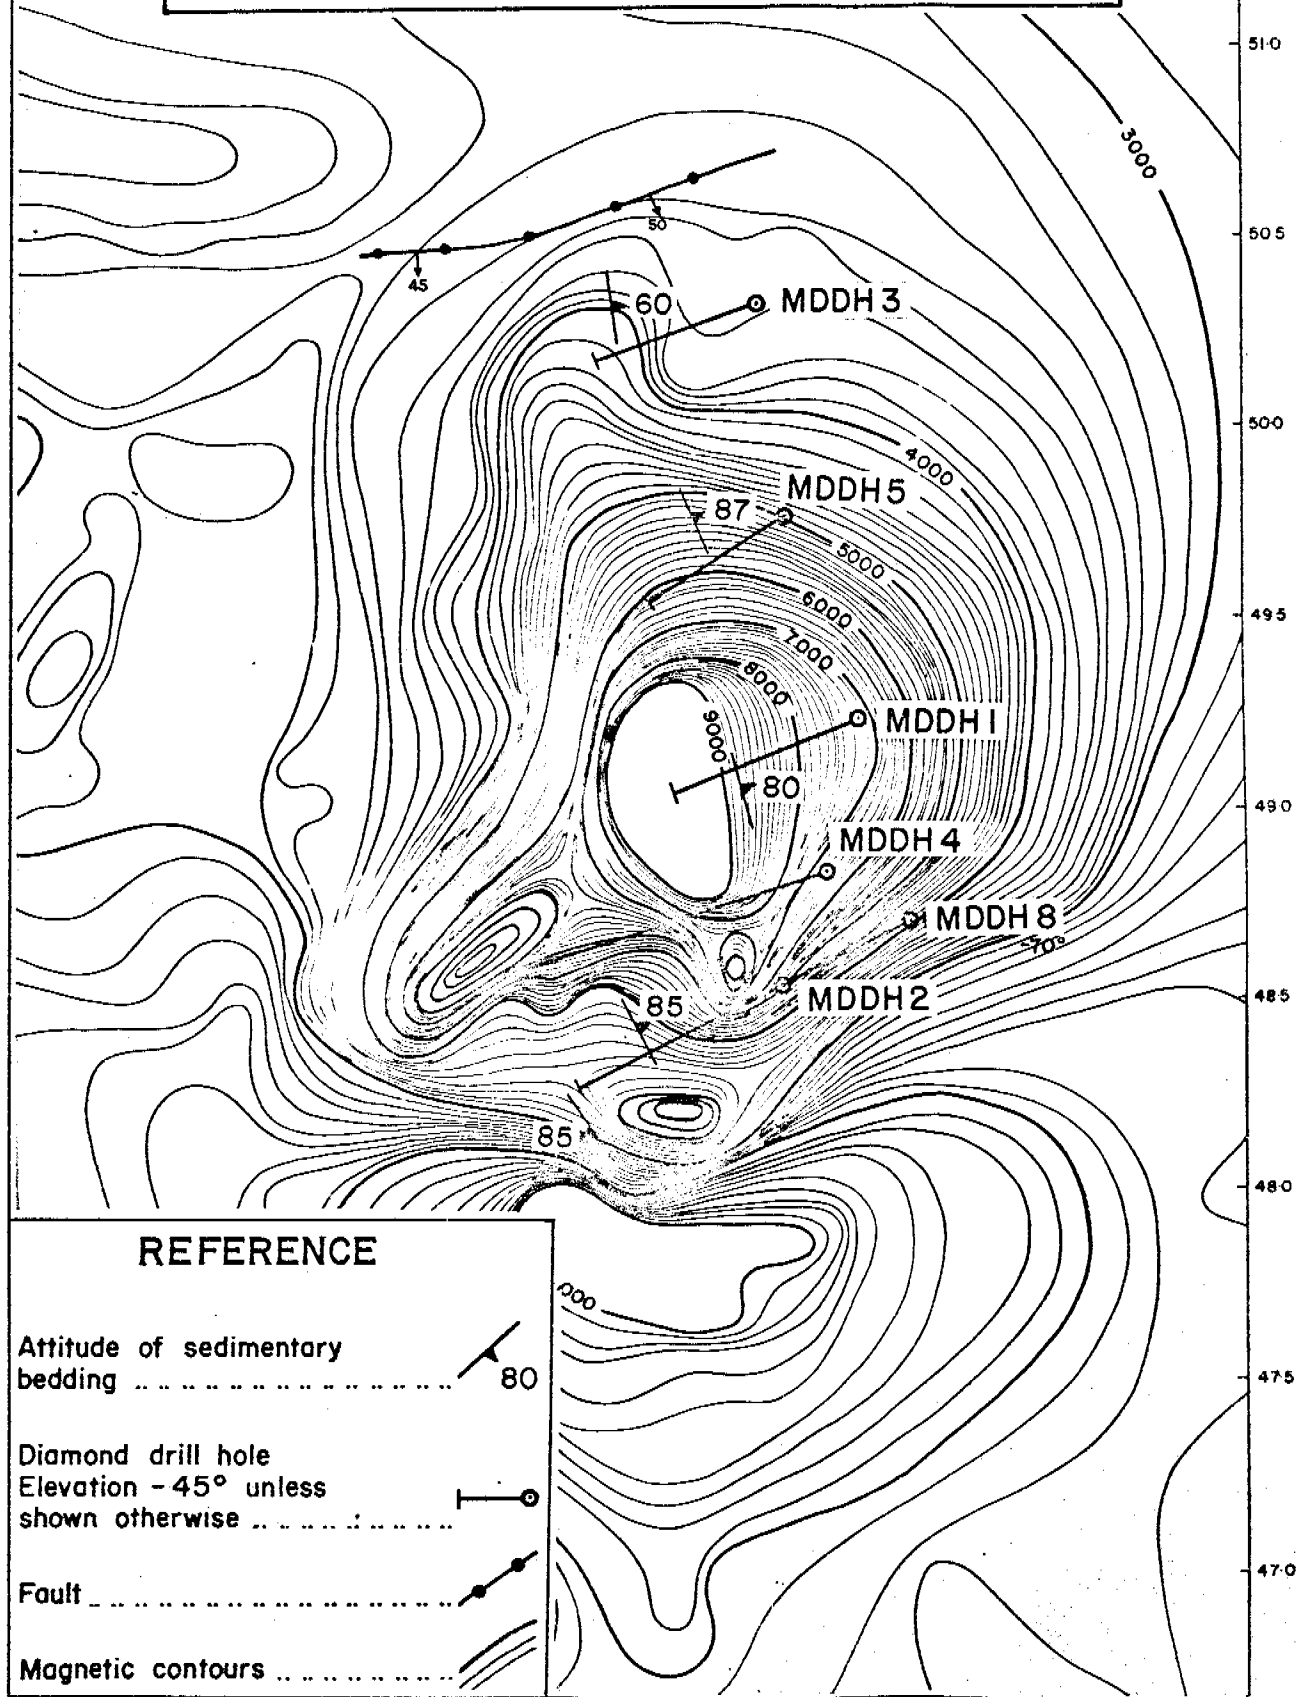 51·0
3000
50·5
50
45
60
MDDH 3
50·0
4000
MDDH 5
87
5000
49·5
6000
7000
8000
9000
MDDH 1
80
49·0
MDDH 4
MDDH 8
-70°
48·5
85
MDDH 2
85
48·0
REFERENCE
000
Attitude of sedimentary
bedding .. .. .. .. .. .. .. .. .. .. .. .. .. ..
80
47·5
Diamond drill hole
Elevation - 45° unless
shown otherwise .. .. .. .. .. .. ..
47·0
Fault .. .. .. .. .. .. .. .. .. .. .. .. .. .. ..
Magnetic contours .. .. .. .. .. .. .. ..